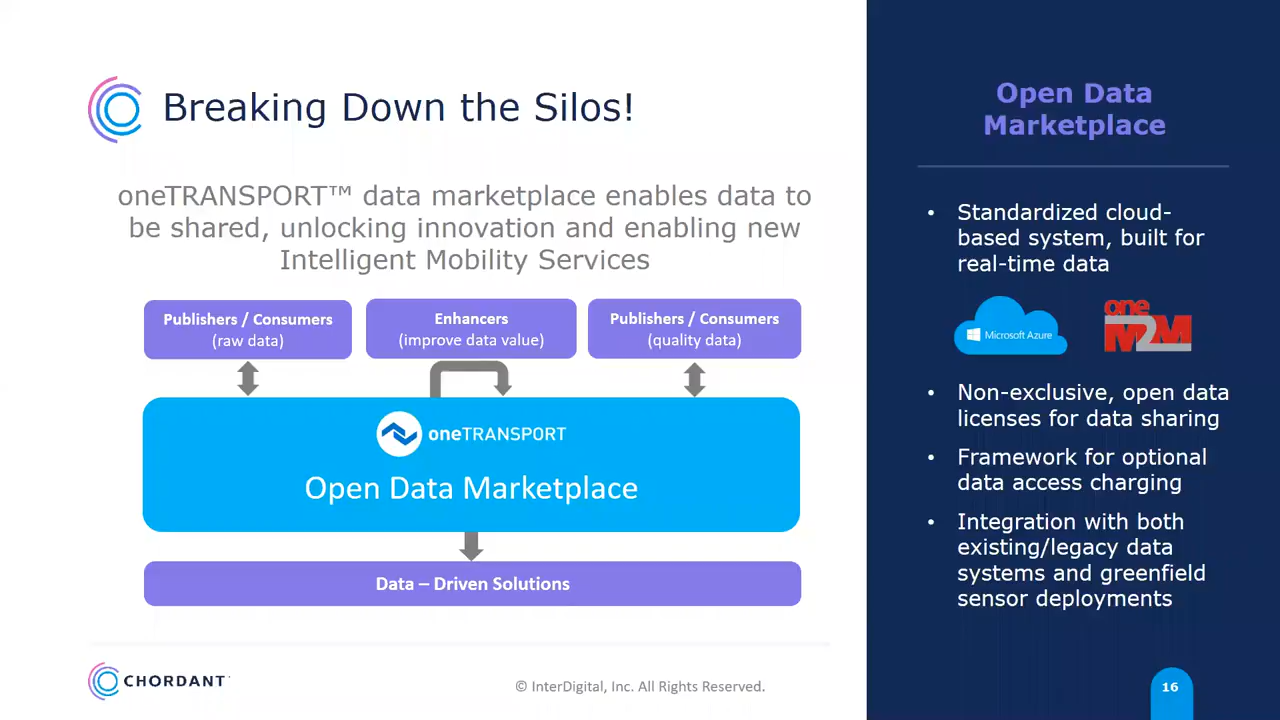 Breaking Down the Silos!
oneTRANSPORT™ data marketplace enables data to
be shared, unlocking innovation and enabling new
Intelligent Mobility Services
Publishers / Consumers
(raw data)
Enhancers
(improve data value)
Publishers / Consumers
(quality data)
oneTRANSPORT
Open Data Marketplace
Data – Driven Solutions
CHORDANT
© InterDigital, Inc. All Rights Reserved.
Open Data
Marketplace
• Standardized cloud-
based system, built for
real-time data
Microsoft Azure
one
M2M
• Non-exclusive, open data
licenses for data sharing
• Framework for optional
data access charging
• Integration with both
existing/legacy data
systems and greenfield
sensor deployments
16